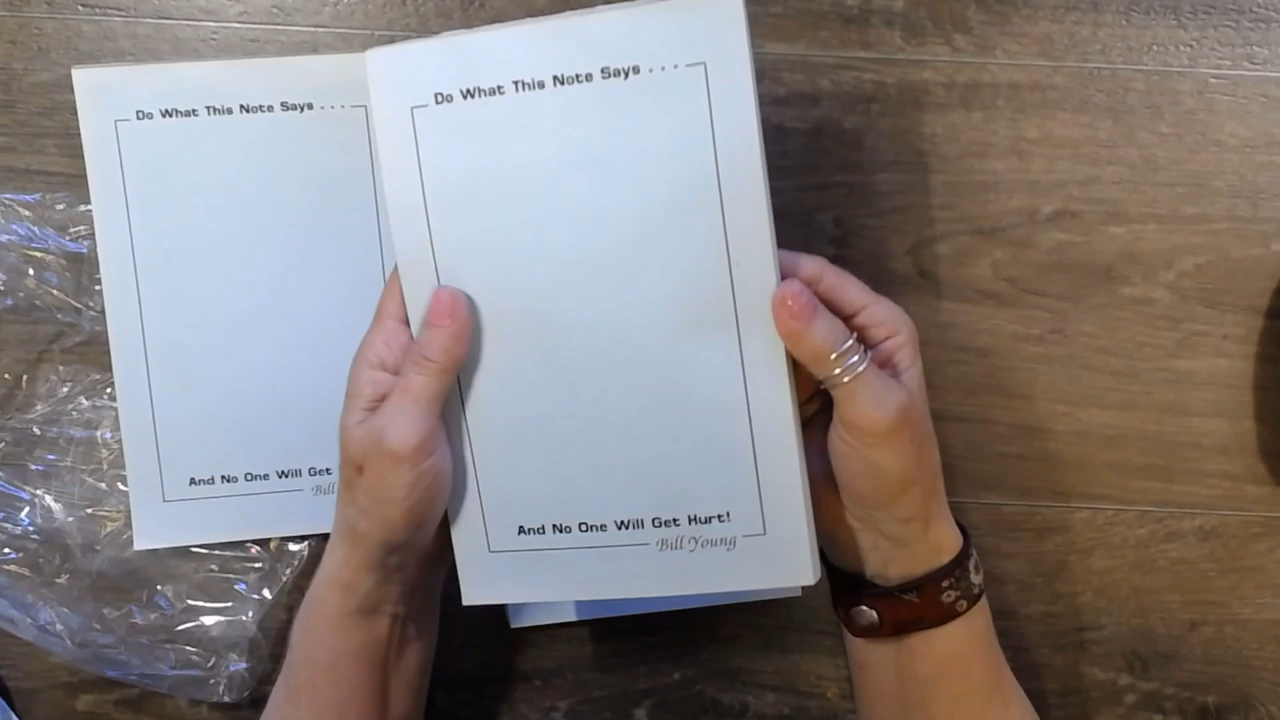 Do What This Note Says . . .
And No One Will Get
Bill
Do What This Note Says . . .
And No One Will Get Hurt!
Bill Young